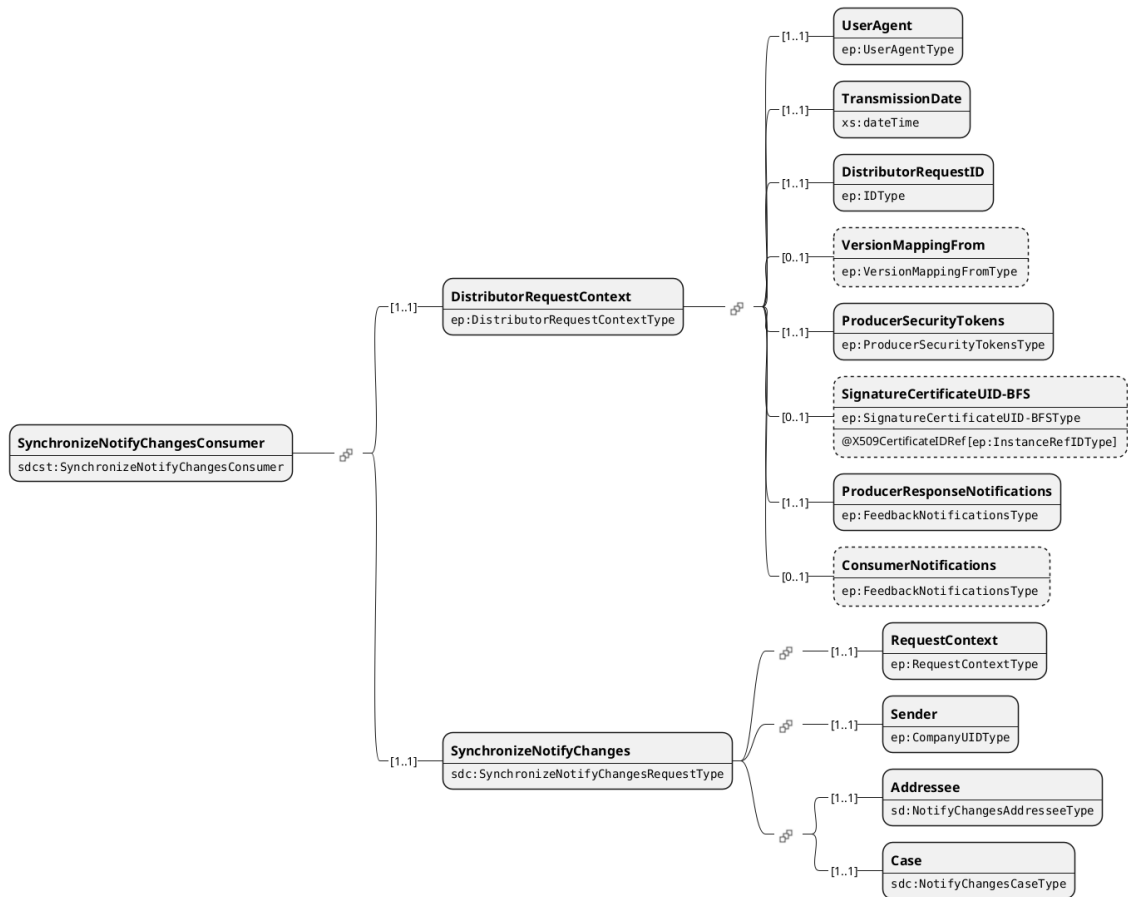 SynchronizeNotifyChangesConsumer
sdcst:SynchronizeNotifyChangesConsumer
[1..1]
DistributorRequestContext
ep:DistributorRequestContextType
[1..1]
UserAgent
ep:UserAgentType
[1..1]
TransmissionDate
xs:dateTime
[1..1]
DistributorRequestID
ep:IDType
[0..1]
VersionMappingFrom
ep:VersionMappingFromType
[1..1]
ProducerSecurityTokens
ep:ProducerSecurityTokensType
[0..1]
SignatureCertificateUID-BFS
ep:SignatureCertificateUID-BFSType
@X509CertificateIDRef [ep:InstanceRefIDType]
[1..1]
ProducerResponseNotifications
ep:FeedbackNotificationsType
[0..1]
ConsumerNotifications
ep:FeedbackNotificationsType
[1..1]
SynchronizeNotifyChanges
sdc:SynchronizeNotifyChangesRequestType
[1..1]
RequestContext
ep:RequestContextType
[1..1]
Sender
ep:CompanyUIDType
[1..1]
Addressee
sd:NotifyChangesAddresseeType
[1..1]
Case
sdc:NotifyChangesCaseType